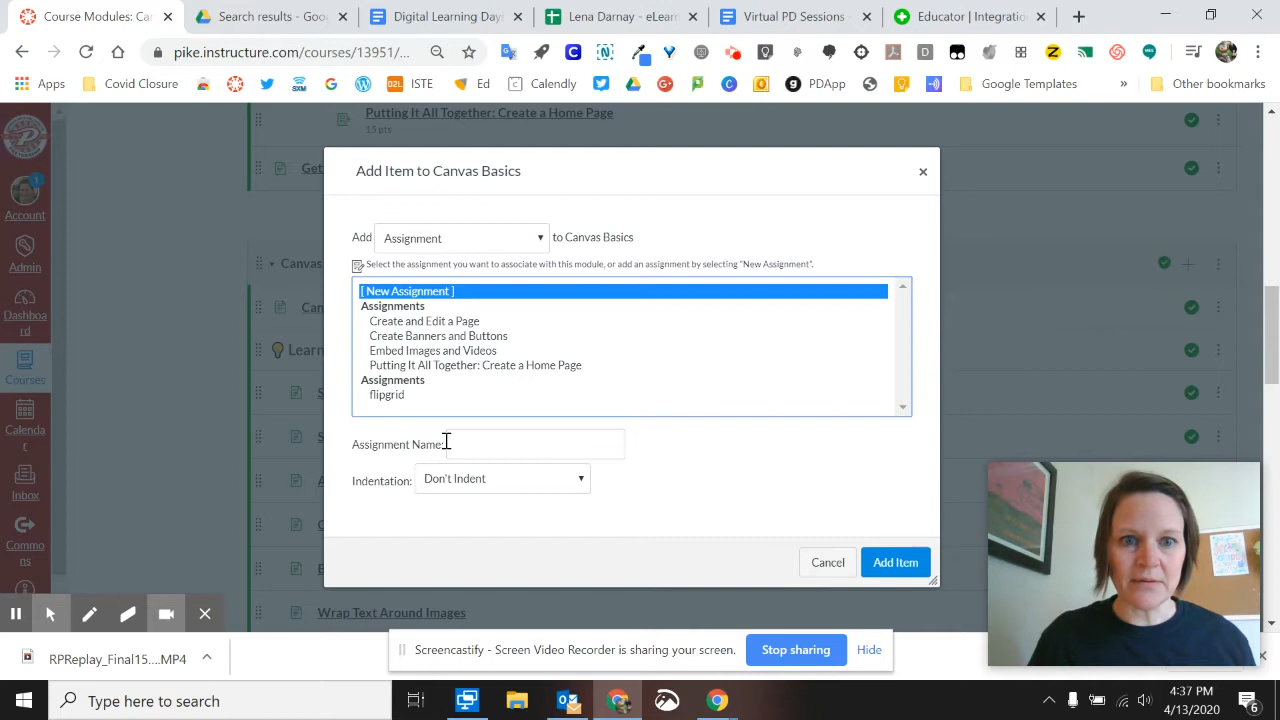 Canvas Modules: Can
Search results - Goo
Digital Learning Day
Lena Darnay - eLearn
Virtual PD Sessions -
Educator | Integratio
pike.instructure.com/courses/13951/...
Apps
Covid Closure
ISTE
Ed
Calendly
PDApp
Google Templates
»
Other bookmarks
Putting It All Together: Create a Home Page
15 pts
Get
Add Item to Canvas Basics
Add
Assignment
to Canvas Basics
Select the assignment you want to associate with this module, or add an assignment by selecting "New Assignment".
[ New Assignment ]
Assignments
Create and Edit a Page
Create Banners and Buttons
Embed Images and Videos
Putting It All Together: Create a Home Page
Assignments
flipgrid
Assignment Name:
Indentation:
Don't Indent
Cancel
Add Item
Account
Admin
Dashboa
rd
Courses
Calenda
r
Inbox
Commo
ns
Canvas
Can
Learn
S
S
A
Wrap Text Around Images
Screencastify - Screen Video Recorder is sharing your screen.
Stop sharing
Hide
RPReplay_Final15....MP4
Type here to search
4:37 PM
4/13/2020
6